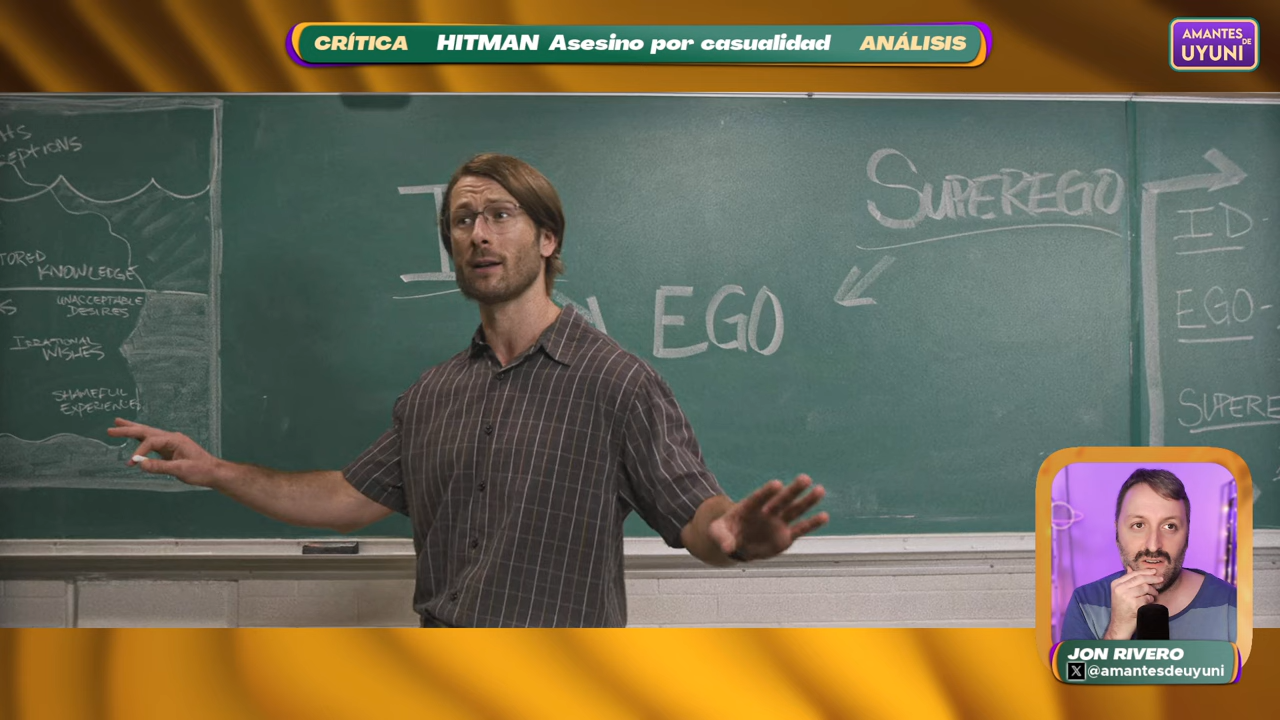 CRÍTICA
HITMAN Asesino por casualidad
ANÁLISIS
AMANTES
DE
UYUNI
KNOWLEDGE
UNACCEPTABLE
DESIRES
IRRATIONAL
WISHES
SHAMEFUL
EXPERIENCES
I
EGO
SUPEREGO
ID-
EGO-
SUPERE
JON RIVERO
X @amantesdeuyuni